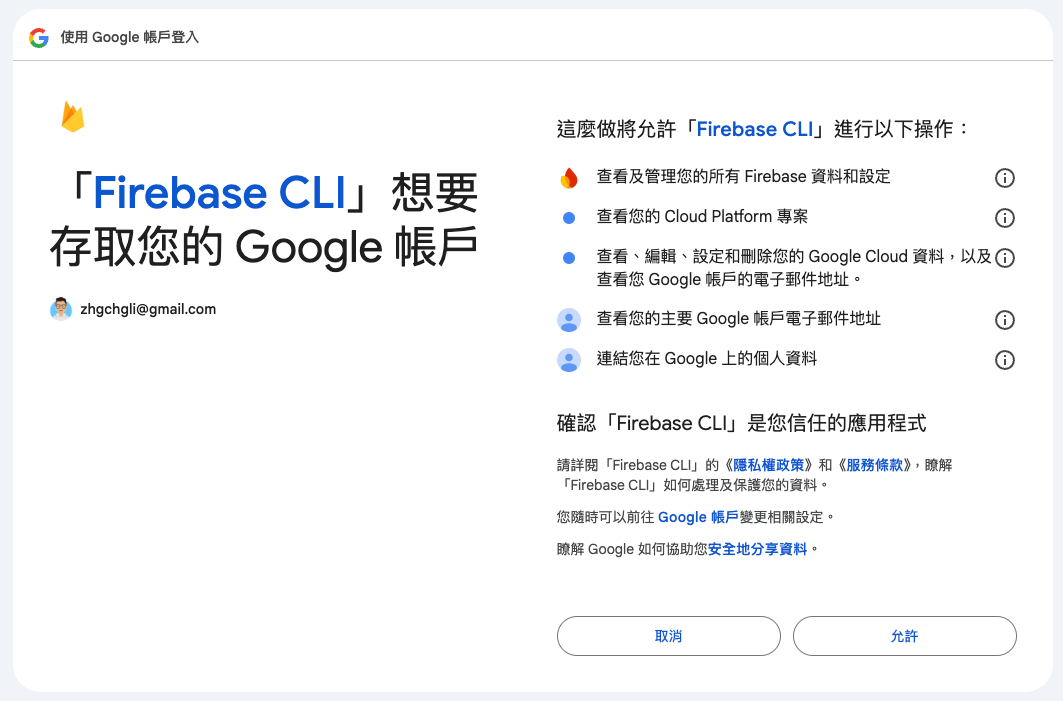 使用 Google 帳戶登入
「Firebase CLI」想要
存取您的 Google 帳戶
zhgchgli@gmail.com
這麼做將允許「Firebase CLI」進行以下操作：
查看及管理您的所有 Firebase 資料和設定
查看您的 Cloud Platform 專案
查看、編輯、設定和刪除您的 Google Cloud 資料，以及
查看您 Google 帳戶的電子郵件地址。
查看您的主要 Google 帳戶電子郵件地址
連結您在 Google 上的個人資料
確認「Firebase CLI」是您信任的應用程式
請詳閱「Firebase CLI」的《隱私權政策》和《服務條款》，瞭解
「Firebase CLI」如何處理及保護您的資料。
您隨時可以前往 Google 帳戶變更相關設定。
瞭解 Google 如何協助您安全地分享資料。
取消
允許